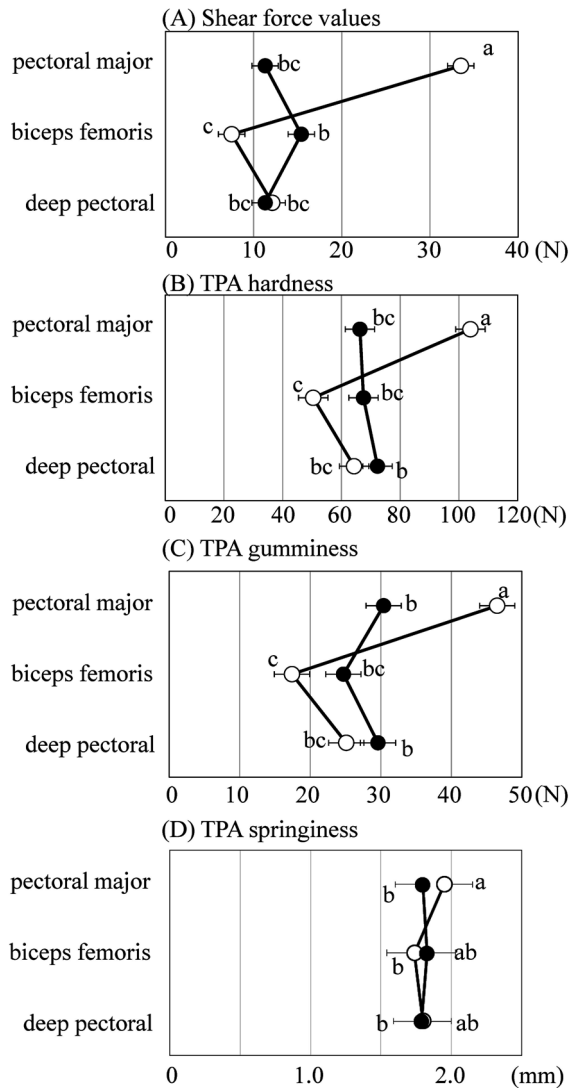 (A) Shear force values
pectoral major bc a
biceps femoris c b
deep pectoral bc bc
0 10 20 30 40 (N)
(B) TPA hardness
pectoral major bc a
biceps femoris c bc
deep pectoral bc b
0 20 40 60 80 100 120 (N)
(C) TPA gumminess
pectoral major b a
biceps femoris c bc
deep pectoral bc b
0 10 20 30 40 50 (N)
(D) TPA springiness
pectoral major b a
biceps femoris b ab
deep pectoral b ab
0 1.0 2.0 (mm)